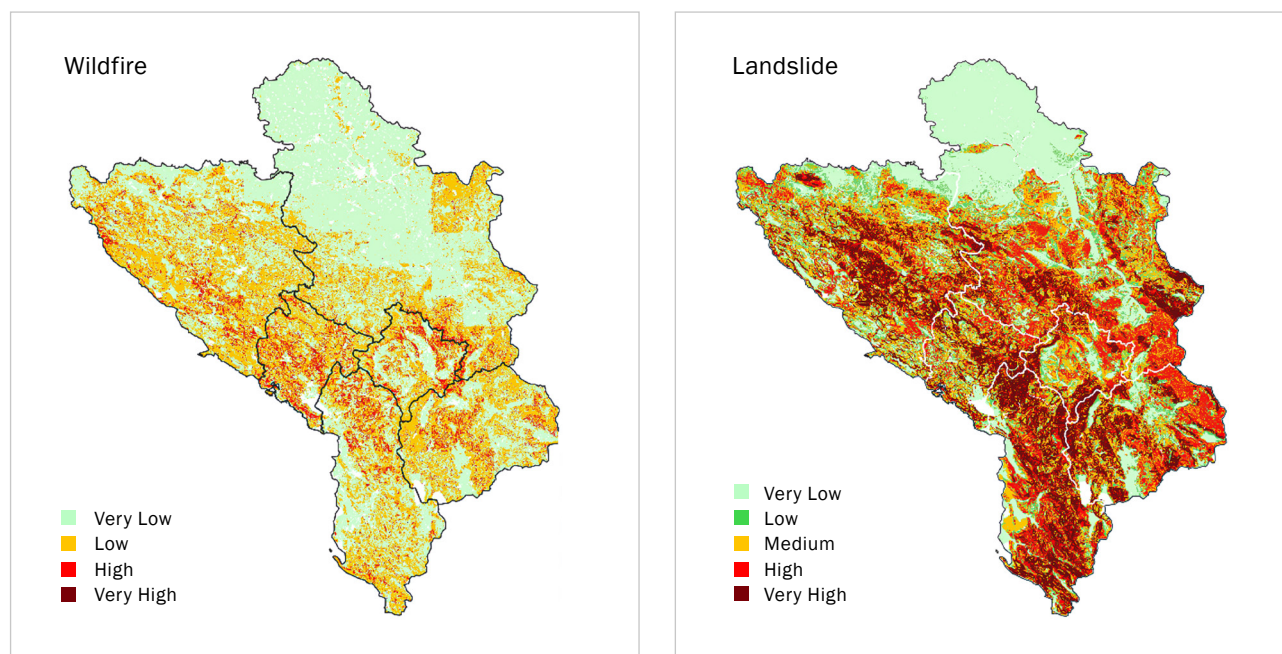 Wildfire
Very Low
Low
High
Very High
Landslide
Very Low
Low
Medium
High
Very High